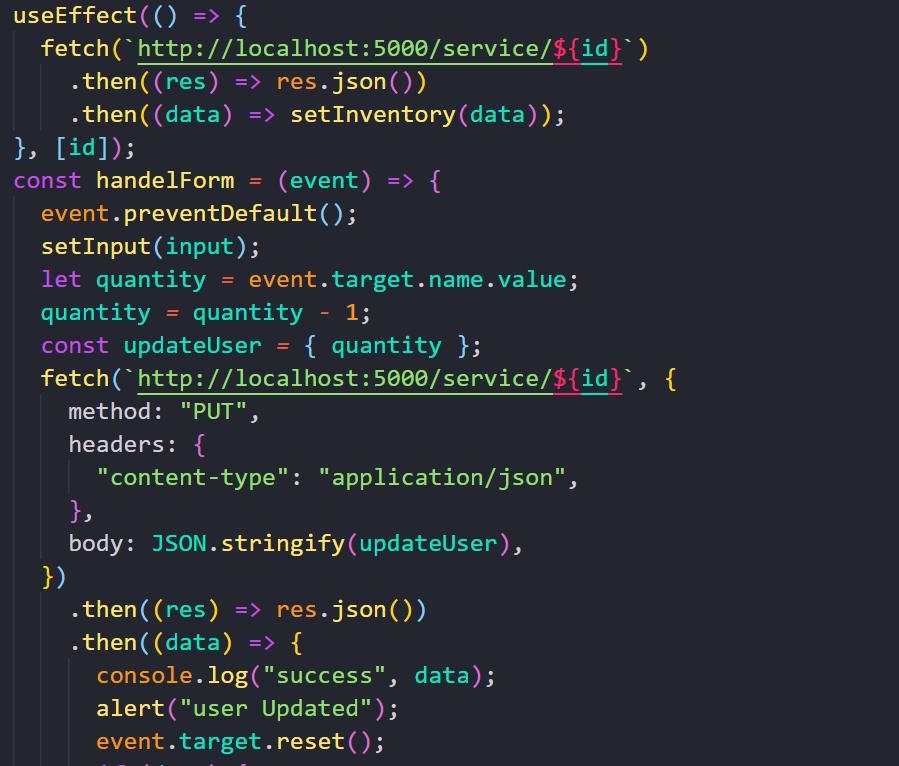 useEffect(() => {
  fetch(`http://localhost:5000/service/${id}`)
    .then((res) => res.json())
    .then((data) => setInventory(data));
}, [id]);
const handelForm = (event) => {
  event.preventDefault();
  setInput(input);
  let quantity = event.target.name.value;
  quantity = quantity - 1;
  const updateUser = { quantity };
  fetch(`http://localhost:5000/service/${id}`, {
    method: "PUT",
    headers: {
      "content-type": "application/json",
    },
    body: JSON.stringify(updateUser),
  })
    .then((res) => res.json())
    .then((data) => {
      console.log("success", data);
      alert("user Updated");
      event.target.reset();